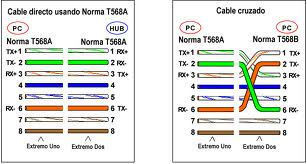 Cable directo usando Norma T568A
PC HUB
Norma T568A Norma T568A
TX+ 1 1 RX+
TX- 2 2 RX-
RX+ 3 3 TX+
4 4
5 5
RX- 6 6 TX-
7 7
8 8
Extremo Uno Extremo Dos
Cable cruzado
PC PC
Norma T568A Norma T568B
TX+ 1 1 TX+
TX- 2 2 TX-
RX+ 3 3 RX+
4 4
5 5
RX- 6 6 RX-
7 7
8 8
Extremo Uno Extremo Dos